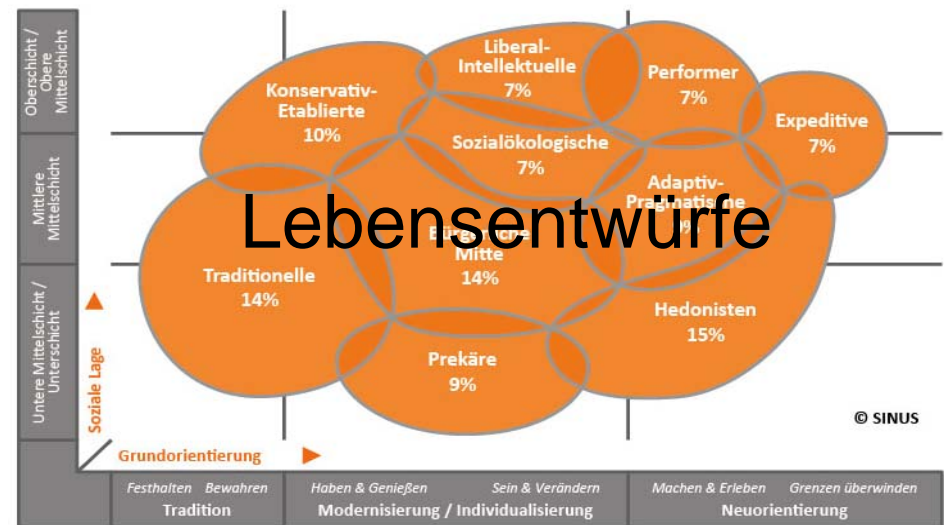 Oberschicht /
Obere
Mittelschicht
Mittlere
Mittelschicht
Untere Mittelschicht /
Unterschicht
Soziale Lage
Konservativ-
Etablierte
10%
Liberal-
Intellektuelle
7%
Performer
7%
Expeditive
7%
Sozialökologische
7%
Adaptiv-
Pragmatische
Lebensentwürfe
Mitte
14%
Traditionelle
14%
Hedonisten
15%
Prekäre
9%
© SINUS
Grundorientierung
Festhalten Bewahren
Tradition
Haben & Genießen Sein & Verändern
Modernisierung / Individualisierung
Machen & Erleben Grenzen überwinden
Neuorientierung